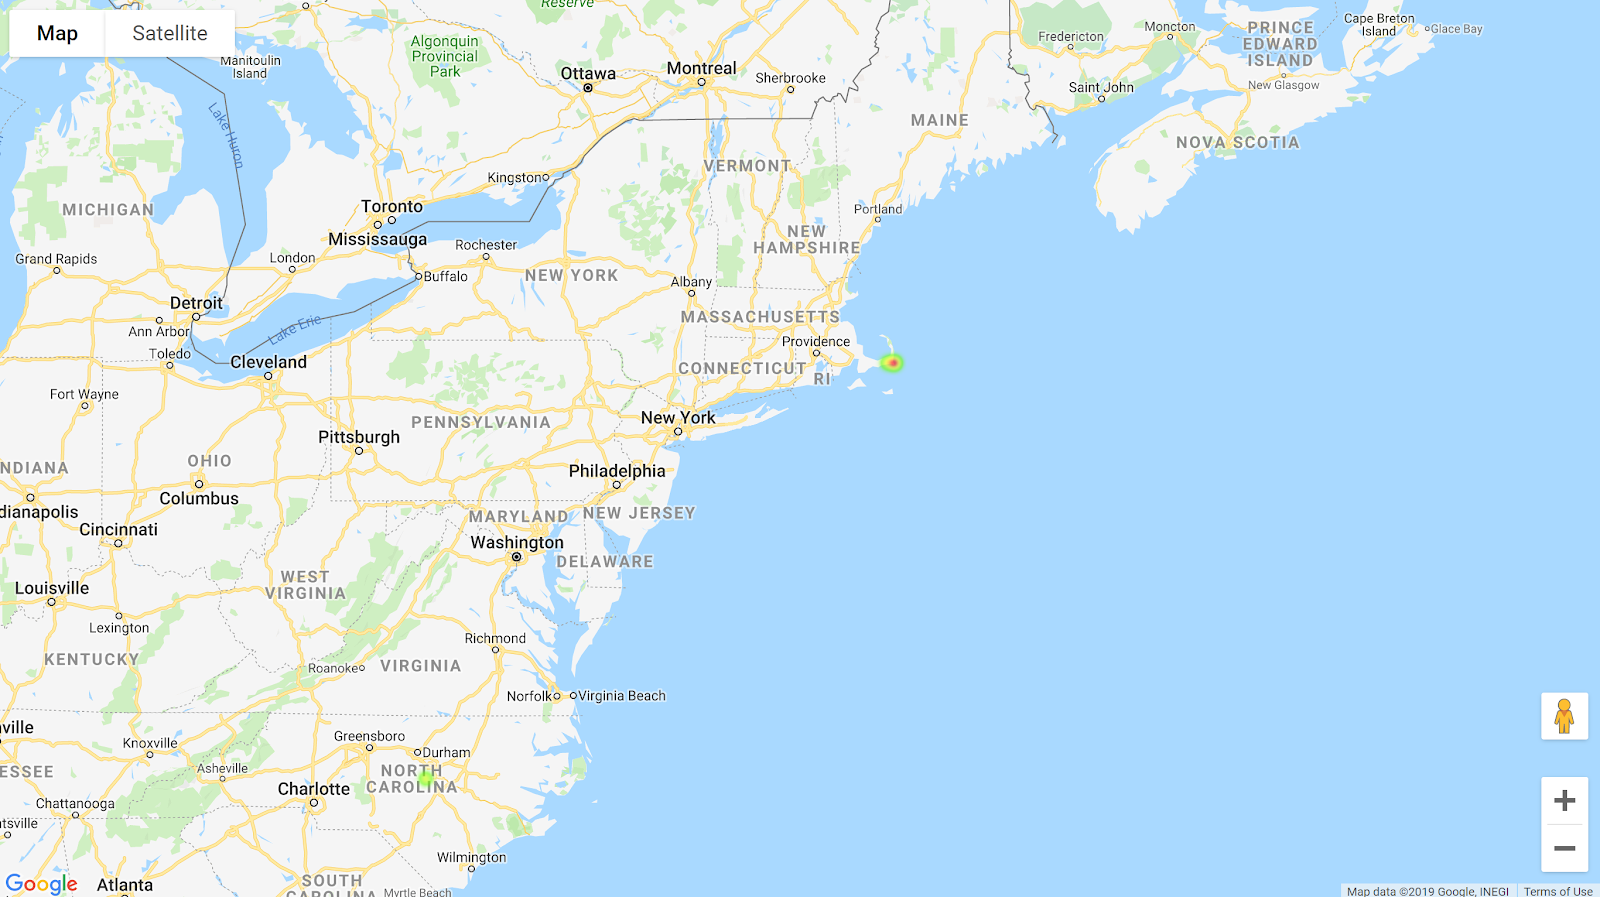 Map
Satellite
Reserve
Algonquin
Provincial
Park
Manitoulin
Island
Ottawa
Montreal
Sherbrooke
Fredericton
Moncton
PRINCE
EDWARD
ISLAND
Cape Breton
Island
Glace Bay
New Glasgow
Saint John
MAINE
NOVA SCOTIA
Lake Huron
VERMONT
Kingston
MICHIGAN
Toronto
Mississauga
Portland
NEW
HAMPSHIRE
Rochester
Grand Rapids
London
Buffalo
NEW YORK
Albany
Detroit
Ann Arbor
Lake Erie
MASSACHUSETTS
Providence
Toledo
Cleveland
CONNECTICUT
RI
Fort Wayne
New York
PENNSYLVANIA
Pittsburgh
NDIANA
OHIO
Philadelphia
Columbus
dianapolis
MARYLAND
NEW JERSEY
Cincinnati
Washington
DELAWARE
WEST
VIRGINIA
Louisville
Lexington
Richmond
KENTUCKY
Roanoke
VIRGINIA
Norfolk
Virginia Beach
ville
Knoxville
Greensboro
Durham
ESSEE
Asheville
NORTH
CAROLINA
Charlotte
Chattanooga
ntsville
Wilmington
Google
Atlanta
SOUTH
CAROLINA
Myrtle Beach
Map data ©2019 Google, INEGI
Terms of Use